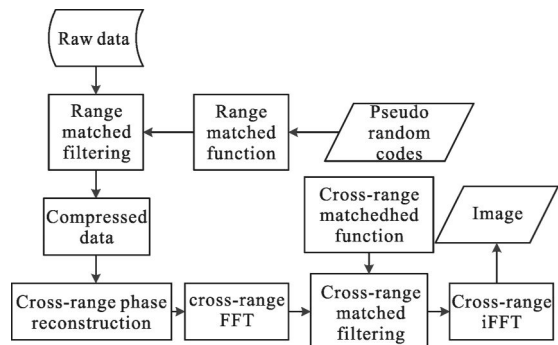 Raw data
Range
matched
filtering
Range
matched
function
Pseudo
random
codes
Compressed
data
Cross-range
matchedhed
function
Image
Cross-range phase
reconstruction
cross-range
FFT
Cross-range
matched
filtering
Cross-range
iFFT